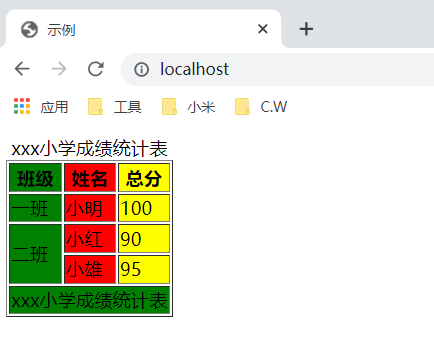 示例
localhost
应用 工具 小米 C.W
xxx小学成绩统计表
班级 姓名 总分
一班 小明 100
二班 小红 90
小雄 95
xxx小学成绩统计表